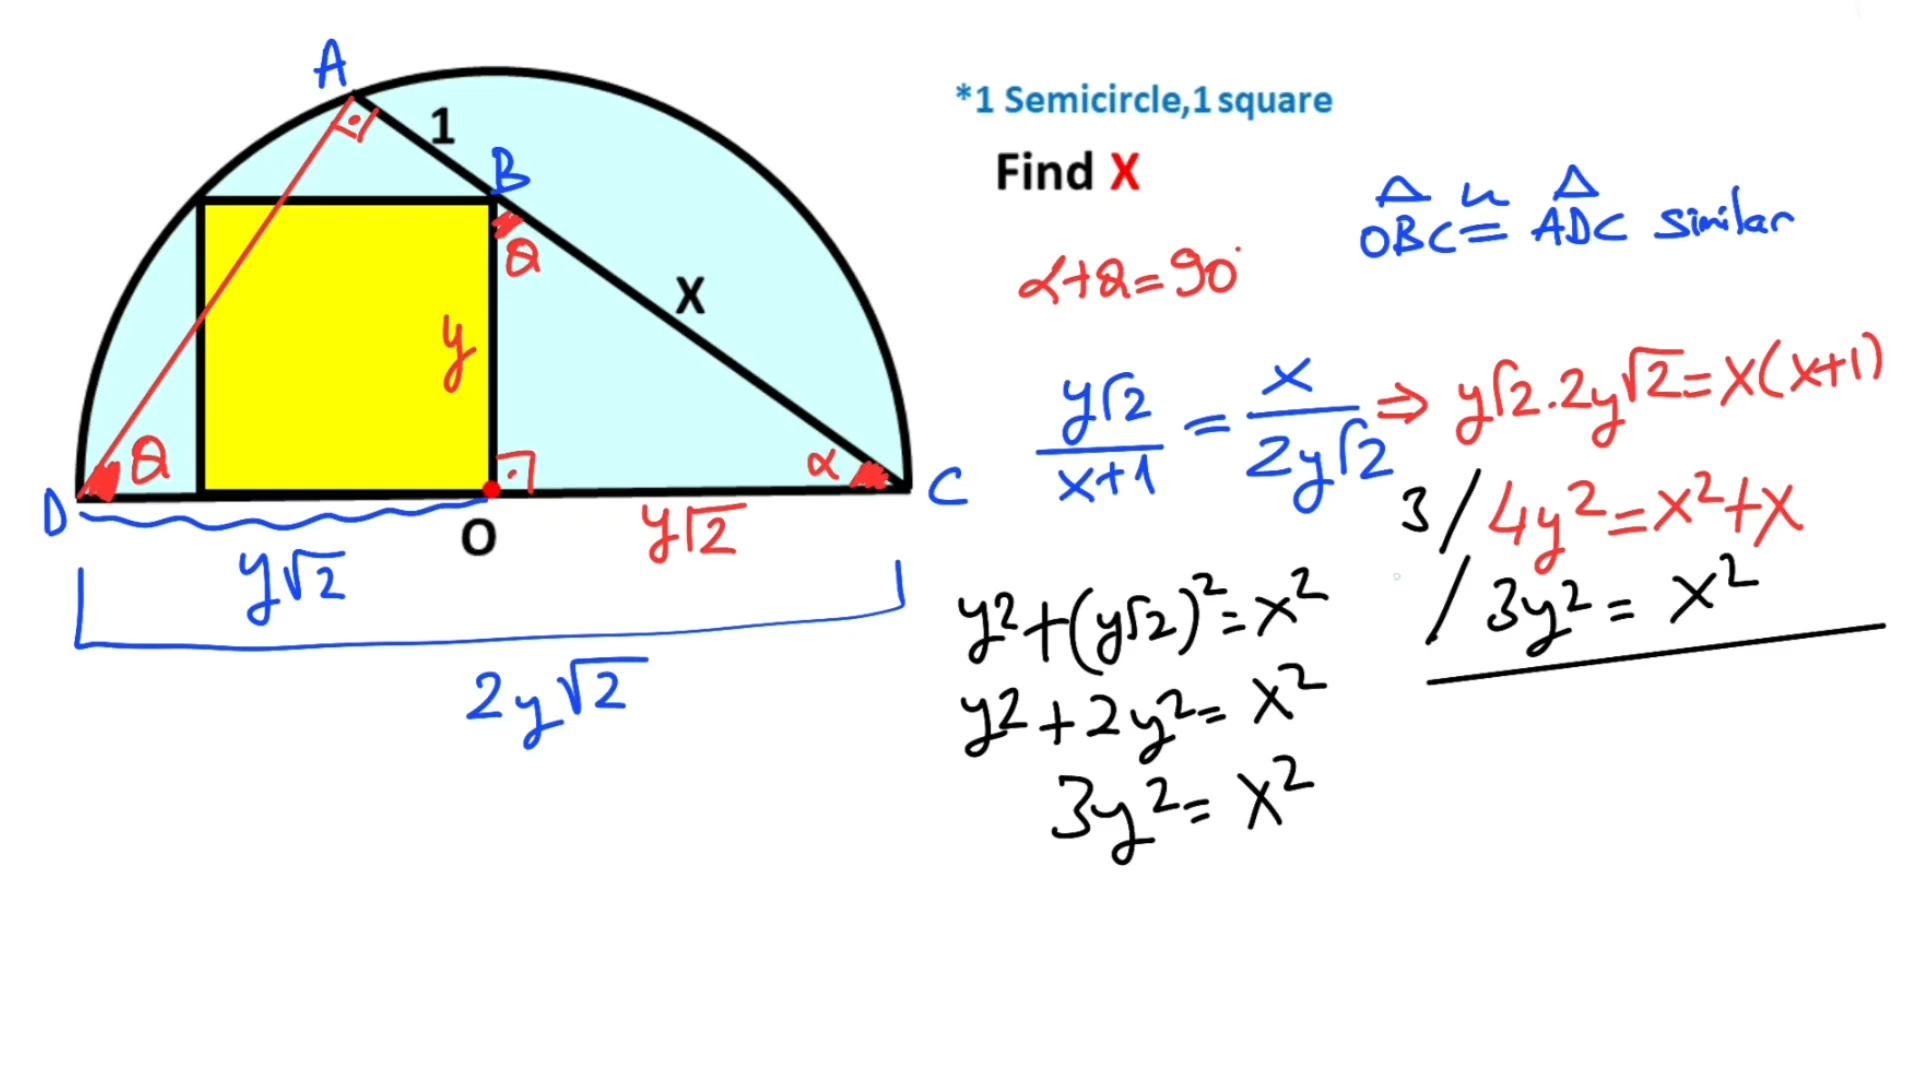 A
1
B
Q
X
y
D
Q
α
C
O
y√2
y√2
2y√2
*1 Semicircle,1 square
Find X
OBC ≅ ADC similar
α+Q=90°
y√2/x+1 = x/2y√2 ⇒ y√2.2y√2=x(x+1)
3/ 4y²=x²+x
/ 3y²= x²
y²+(y√2)²=x²
y²+2y²=x²
3y²=x²